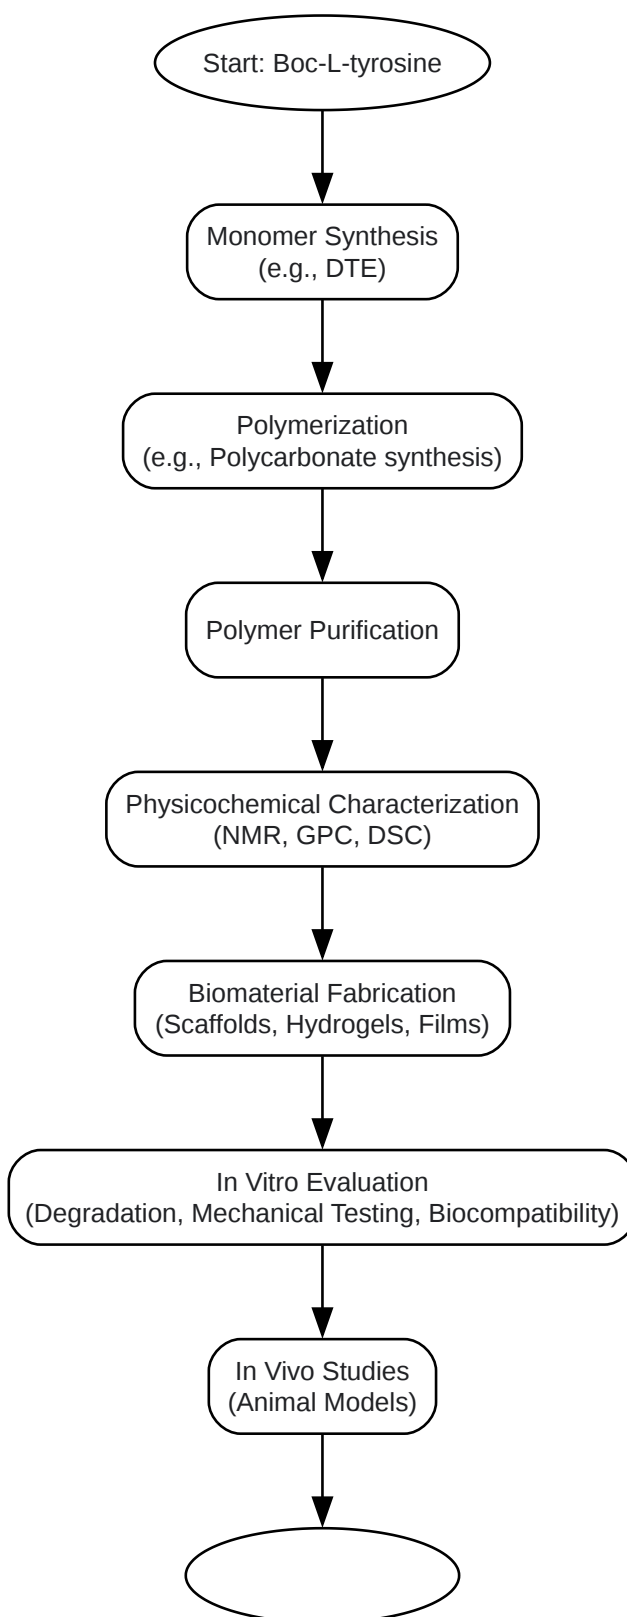 Start: Boc-L-tyrosine
Monomer Synthesis
(e.g., DTE)
Polymerization
(e.g., Polycarbonate synthesis)
Polymer Purification
Physicochemical Characterization
(NMR, GPC, DSC)
Biomaterial Fabrication
(Scaffolds, Hydrogels, Films)
In Vitro Evaluation
(Degradation, Mechanical Testing, Biocompatibility)
In Vivo Studies
(Animal Models)